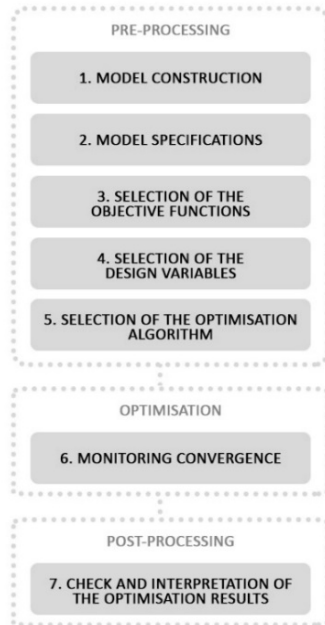 PRE-PROCESSING
1. MODEL CONSTRUCTION
2. MODEL SPECIFICATIONS
3. SELECTION OF THE
OBJECTIVE FUNCTIONS
4. SELECTION OF THE
DESIGN VARIABLES
5. SELECTION OF THE OPTIMISATION
ALGORITHM
OPTIMISATION
6. MONITORING CONVERGENCE
POST-PROCESSING
7. CHECK AND INTERPRETATION OF
THE OPTIMISATION RESULTS